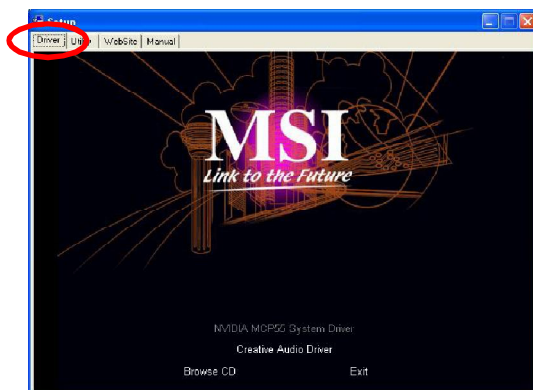 Setup
Driver Utility WebSite Manual
MSI
Link to the Future
NVIDIA MCP55 System Driver
Creative Audio Driver
Browse CD Exit